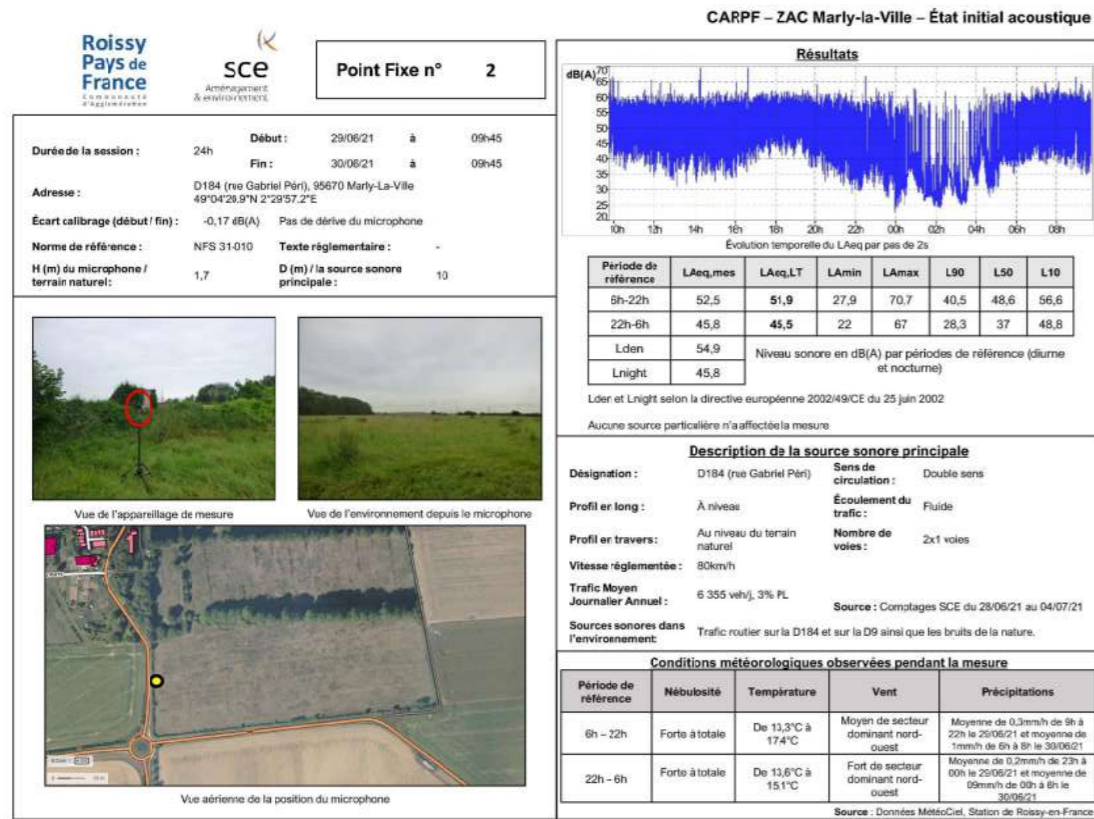 CARPF – ZAC Marly-la-Ville – État initial acoustique
Roissy
Pays de
France
Communauté
d'Agglomération
sce
Aménagement
& environnement
Point Fixe n° 2
Durée de la session : 24h
Début : 29/06/21 à 09h45
Fin : 30/06/21 à 09h45
Adresse : D184 (rue Gabriel Péri), 95670 Marly-La-Ville
49°04'20.9"N 2°29'57.2"E
Écart calibrage (début / fin) : -0,17 dB(A) Pas de dérive du microphone
Norme de référence : NFS 31-010 Texte réglementaire : -
H (m) du microphone /
terrain naturel : 1,7
D (m) / la source sonore
principale : 10
Vue de l'appareillage de mesure
Vue de l'environnement depuis le microphone
Vue aérienne de la position du microphone
Résultats
dB(A)
70
65
60
55
50
45
40
35
30
25
20
10h 12h 14h 16h 18h 20h 22h 00h 02h 04h 06h 08h
Évolution temporelle du LAeq par pas de 2s
Période de
référence LAeq,mes LAeq,LT LAmin LAmax L90 L50 L10
6h-22h 52,5 51,9 27,9 70,7 40,5 48,6 56,6
22h-6h 45,8 45,5 22 67 28,3 37 48,8
Lden 54,9
Lnight 45,8
Niveau sonore en dB(A) par périodes de référence (diurne
et nocturne)
Lden et Lnight selon la directive européenne 2002/49/CE du 25 juin 2002
Aucune source particulière n'a affectée la mesure
Description de la source sonore principale
Désignation : D184 (rue Gabriel Péri)
Sens de
circulation : Double sens
Profil en long : À niveau
Écoulement du
trafic : Fluide
Profil en travers : Au niveau du terrain
naturel
Nombre de
voies : 2x1 voies
Vitesse réglementée : 80km/h
Trafic Moyen
Journalier Annuel : 6 355 veh/j, 3% PL
Source : Comptages SCE du 28/06/21 au 04/07/21
Sources sonores dans
l'environnement: Trafic routier sur la D184 et sur la D9 ainsi que les bruits de la nature.
Conditions météorologiques observées pendant la mesure
Période de
référence Nébulosité Température Vent Précipitations
6h – 22h Forte à totale De 13,3°C à
17.4°C Moyen de secteur
dominant nord-
ouest Moyenne de 0,3mm/h de 9h à
22h le 29/06/21 et moyenne de
1mm/h de 6h à 8h le 30/06/21
22h – 6h Forte à totale De 13,6°C à
15.1°C Fort de secteur
dominant nord-
ouest Moyenne de 0,2mm/h de 23h à
00h le 29/06/21 et moyenne de
09mm/h de 00h à 6h le
30/06/21
Source : Données MétéoCiel, Station de Roissy-en-France